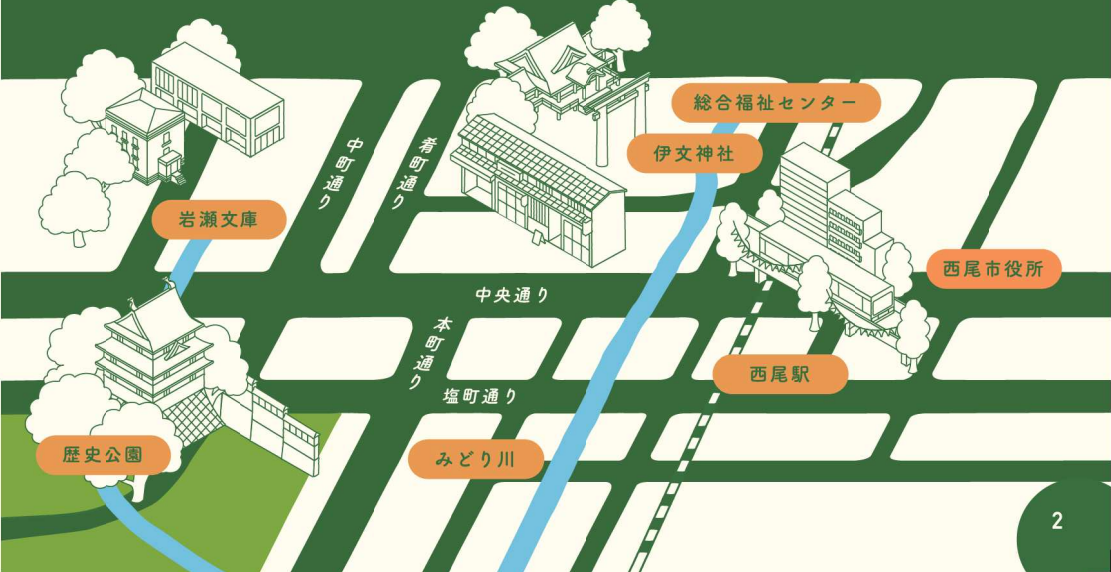 総合福祉センター
伊文神社
中町通り
肴町通り
岩瀬文庫
西尾市役所
中央通り
本町通り
西尾駅
塩町通り
歴史公園
みどり川
2